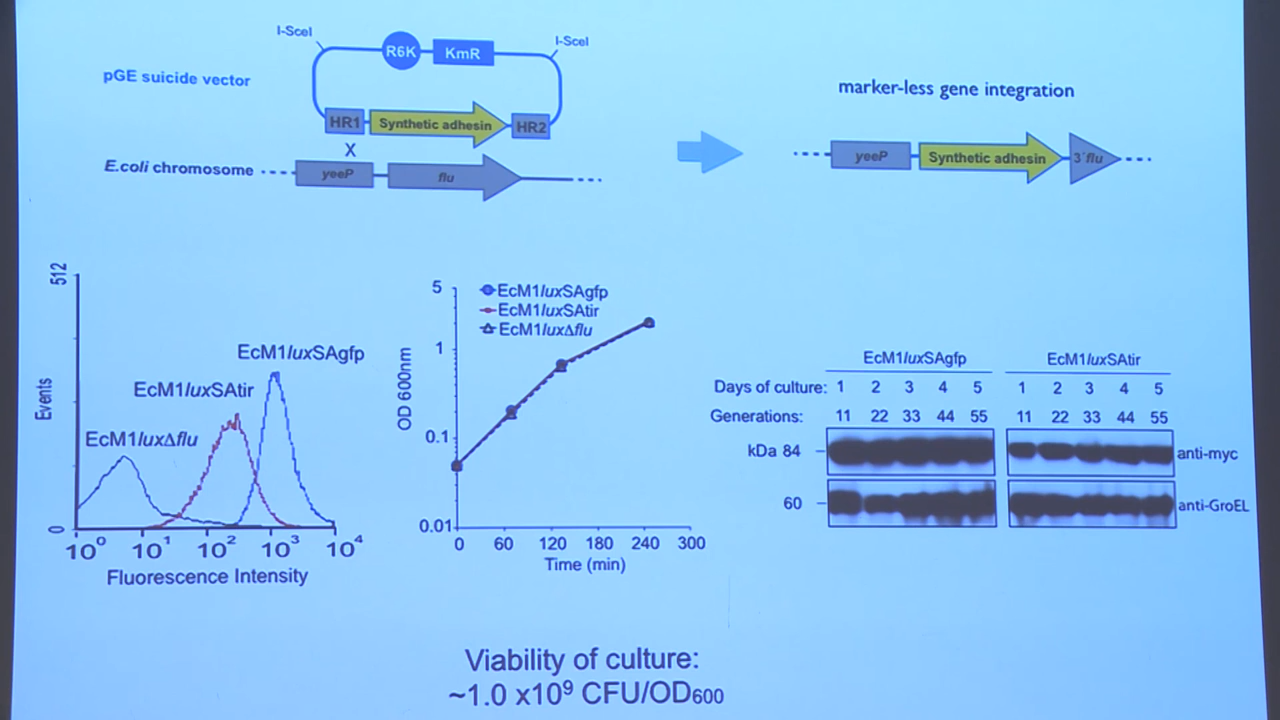 I-SceI
R6K
KmR
I-SceI
pGE suicide vector
HR1
Synthetic adhesin
HR2
X
E.coli chromosome
yeeP
flu
marker-less gene integration
yeeP
Synthetic adhesin
3´flu
512
Events
0
EcM1luxSAgfp
EcM1luxSAtir
EcM1luxΔflu
10⁰ 10¹ 10² 10³ 10⁴
Fluorescence Intensity
EcM1luxSAgfp
EcM1luxSAtir
EcM1luxΔflu
OD 600nm
5
1
0.1
0.01
0 60 120 180 240 300
Time (min)
EcM1luxSAgfp EcM1luxSAtir
Days of culture: 1 2 3 4 5 1 2 3 4 5
Generations: 11 22 33 44 55 11 22 33 44 55
kDa 84 anti-myc
60 anti-GroEL
Viability of culture:
~1.0 x10⁹ CFU/OD₆₀₀